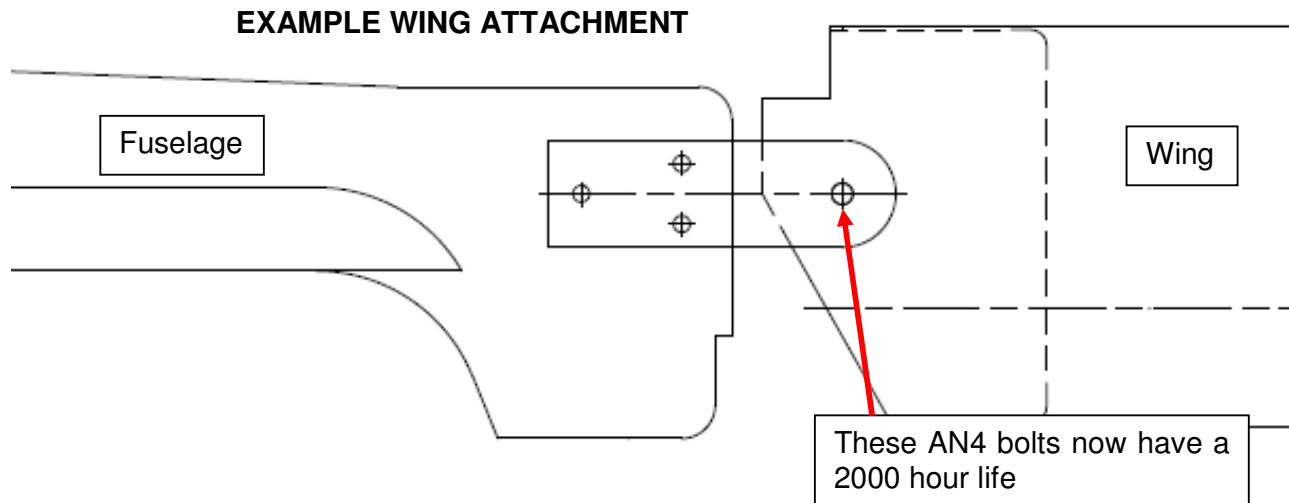 EXAMPLE WING ATTACHMENT
Fuselage
Wing
These AN4 bolts now have a
2000 hour life